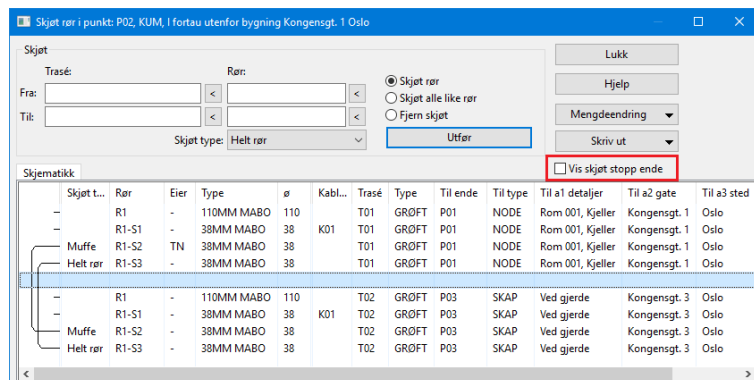 Skjøt rør i punkt: P02, KUM, I fortau utenfor bygning Kongensgt. 1 Oslo
Skjøt
Trasé: Rør:
Fra: < <
Til: < <
Skjøt type: Helt rør
Skjøt rør
Skjøt alle like rør
Fjern skjøt
Utfør
Lukk
Hjelp
Mengdeendring
Skriv ut
Vis skjøt stopp ende
Skjematikk
Skjøt t... Rør Eier Type ø Kabl... Trasé Type Til ende Til type Til a1 detaljer Til a2 gate Til a3 sted
R1 - 110MM MABO 110 T01 GRØFT P01 NODE Rom 001, Kjeller Kongensgt. 1 Oslo
R1-S1 - 38MM MABO 38 K01 T01 GRØFT P01 NODE Rom 001, Kjeller Kongensgt. 1 Oslo
Muffe R1-S2 TN 38MM MABO 38 T01 GRØFT P01 NODE Rom 001, Kjeller Kongensgt. 1 Oslo
Helt rør R1-S3 - 38MM MABO 38 T01 GRØFT P01 NODE Rom 001, Kjeller Kongensgt. 1 Oslo
R1 - 110MM MABO 110 T02 GRØFT P03 SKAP Ved gjerde Kongensgt. 3 Oslo
R1-S1 - 38MM MABO 38 K01 T02 GRØFT P03 SKAP Ved gjerde Kongensgt. 3 Oslo
Muffe R1-S2 - 38MM MABO 38 T02 GRØFT P03 SKAP Ved gjerde Kongensgt. 3 Oslo
Helt rør R1-S3 - 38MM MABO 38 T02 GRØFT P03 SKAP Ved gjerde Kongensgt. 3 Oslo